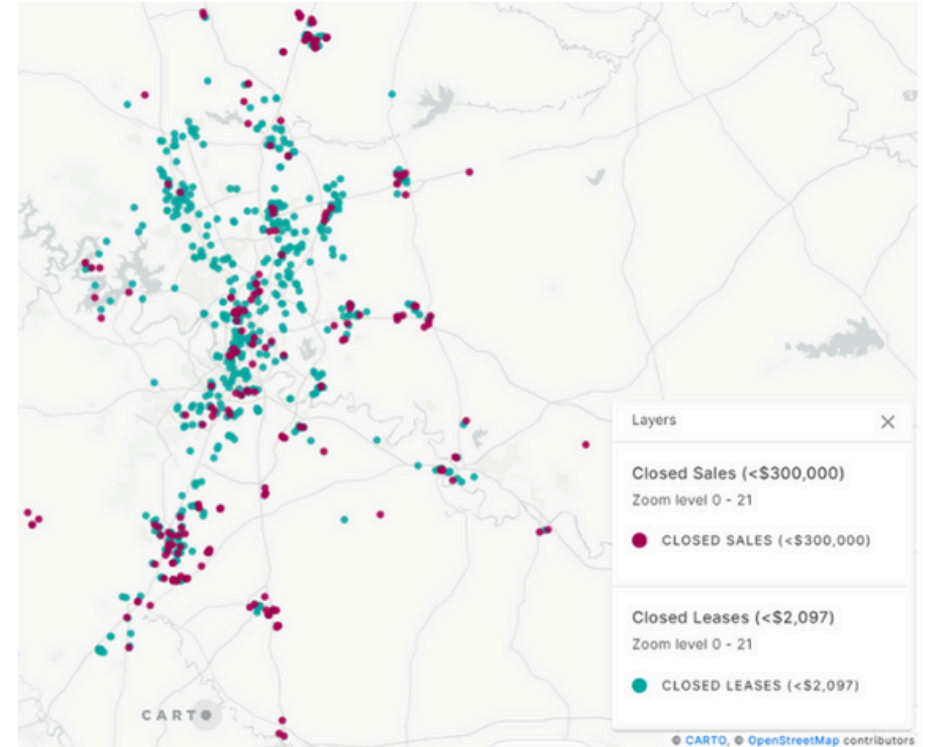 Layers
Closed Sales (<$300,000)
Zoom level 0 - 21
CLOSED SALES (<$300,000)
Closed Leases (<$2,097)
Zoom level 0 - 21
CLOSED LEASES (<$2,097)
CARTO
© CARTO, © OpenStreetMap contributors